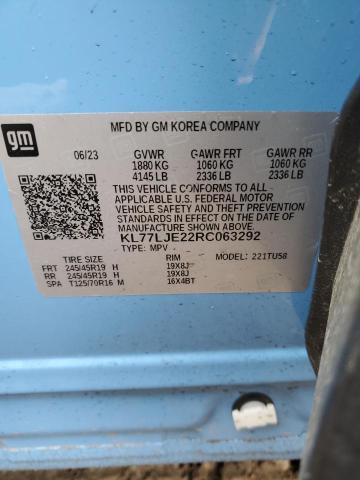 gm
MFD BY GM KOREA COMPANY
06/23 GVWR GAWR FRT GAWR RR
1880 KG 1060 KG 1060 KG
4145 LB 2336 LB 2336 LB
THIS VEHICLE CONFORMS TO ALL
APPLICABLE U.S. FEDERAL MOTOR
VEHICLE SAFETY AND THEFT PREVENTION
STANDARDS IN EFFECT ON THE DATE OF
MANUFACTURE SHOWN ABOVE.
KL77LJE22RC063292
TYPE: MPV MODEL: 221TU58
TIRE SIZE RIM
FRT 245/45R19 H 19X8J
RR 245/45R19 H 19X8J
SPA T125/70R16 M 16X4BT